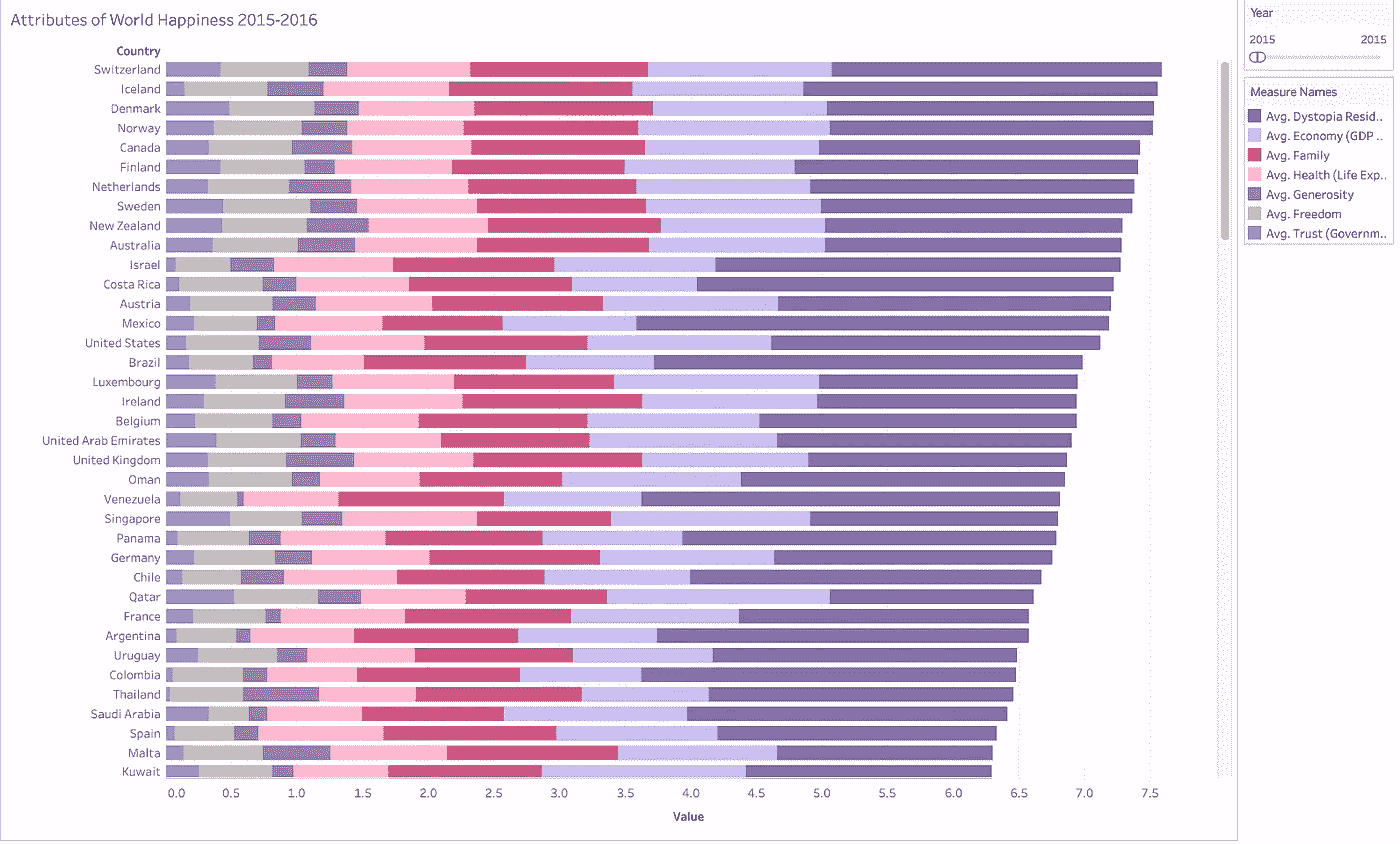 Attributes of World Happiness 2015-2016
Country
Switzerland
Iceland
Denmark
Norway
Canada
Finland
Netherlands
Sweden
New Zealand
Australia
Israel
Costa Rica
Austria
Mexico
United States
Brazil
Luxembourg
Ireland
Belgium
United Arab Emirates
United Kingdom
Oman
Venezuela
Singapore
Panama
Germany
Chile
Qatar
France
Argentina
Uruguay
Colombia
Thailand
Saudi Arabia
Spain
Malta
Kuwait
0.0 0.5 1.0 1.5 2.0 2.5 3.0 3.5 4.0 4.5 5.0 5.5 6.0 6.5 7.0 7.5
Value
Year
2015 2015
Measure Names
Avg. Dystopia Resid..
Avg. Economy (GDP ..
Avg. Family
Avg. Health (Life Exp..
Avg. Generosity
Avg. Freedom
Avg. Trust (Governm..